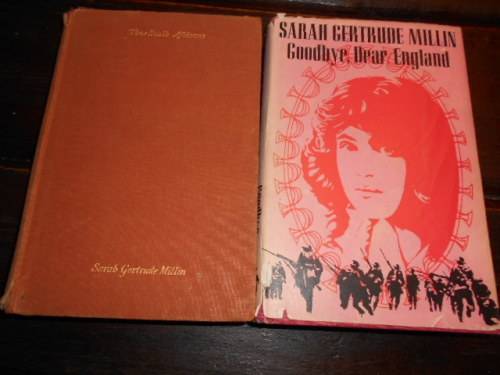 The South Africans
Sarah Gertrude Millin
SARAH GERTRUDE MILLIN
Goodbye, Dear England